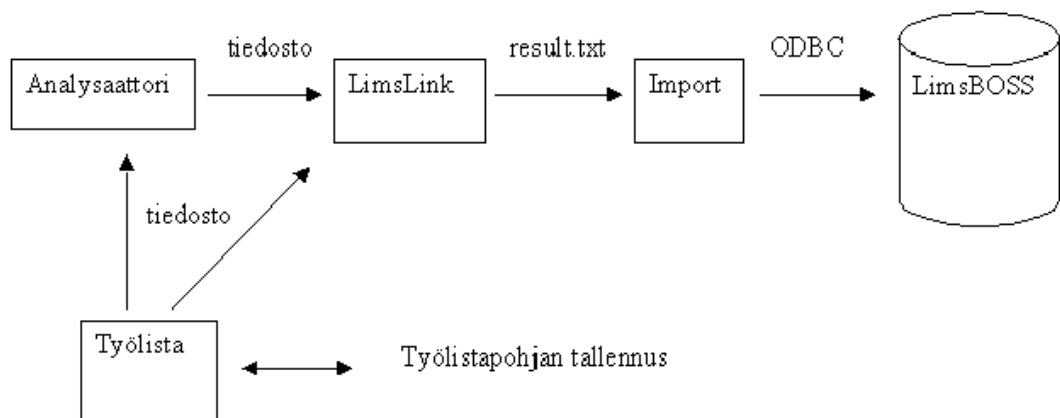 tiedosto
result.txt
ODBC
Analysaattori
LimsLink
Import
LimsBOSS
tiedosto
Työlista
Työlistapohjan tallennus